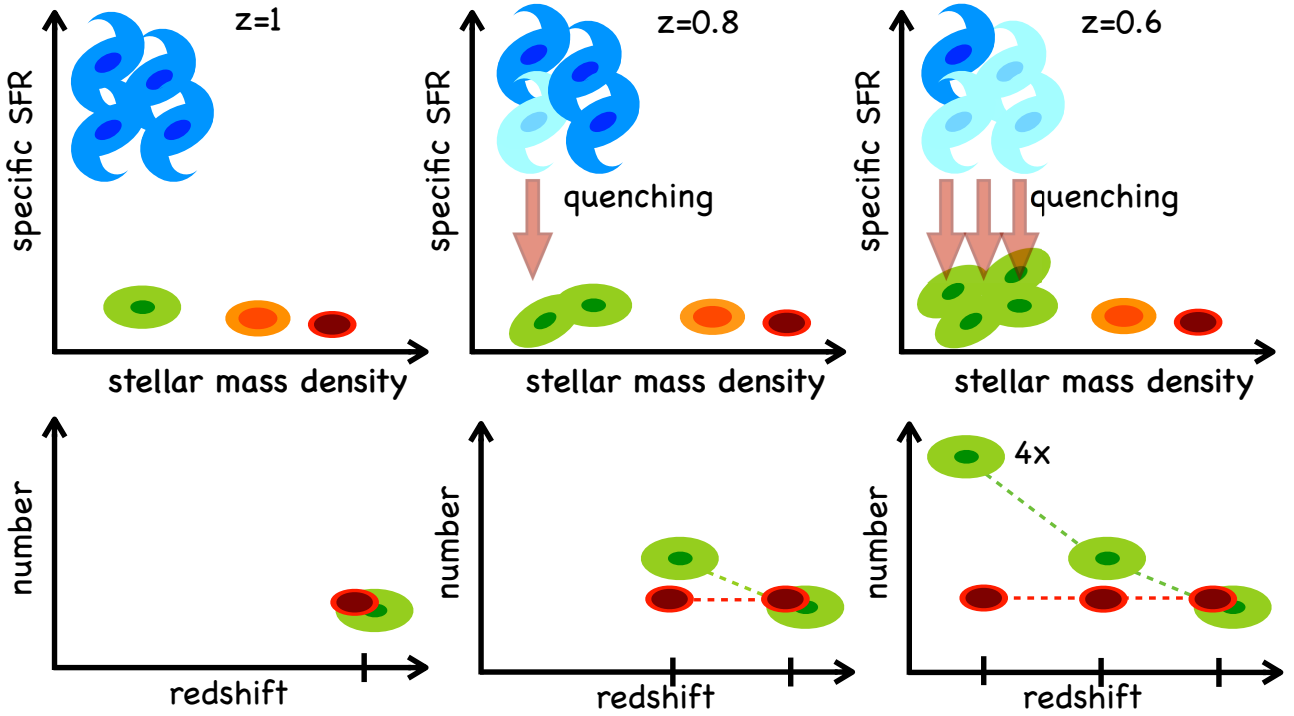 z=1
specific SFR
stellar mass density
z=0.8
specific SFR
quenching
stellar mass density
z=0.6
specific SFR
quenching
stellar mass density
number
redshift
number
redshift
4x
number
redshift